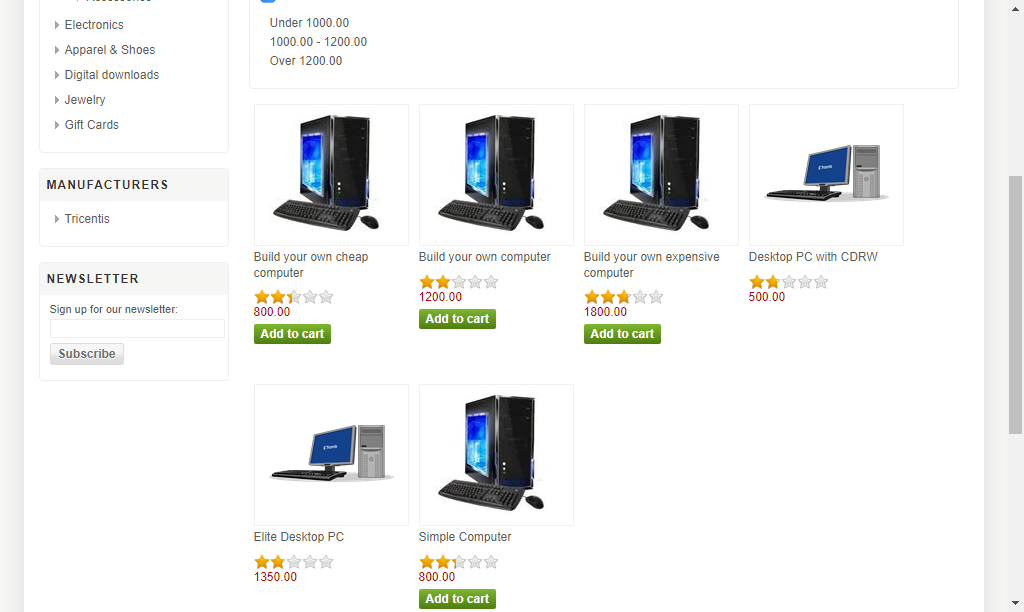 Electronics
Apparel & Shoes
Digital downloads
Jewelry
Gift Cards
MANUFACTURERS
Tricentis
NEWSLETTER
Sign up for our newsletter:
Subscribe
Under 1000.00
1000.00 - 1200.00
Over 1200.00
Build your own cheap
computer
800.00
Add to cart
Build your own computer
1200.00
Add to cart
Build your own expensive
computer
1800.00
Add to cart
Desktop PC with CDRW
500.00
Elite Desktop PC
1350.00
Simple Computer
800.00
Add to cart